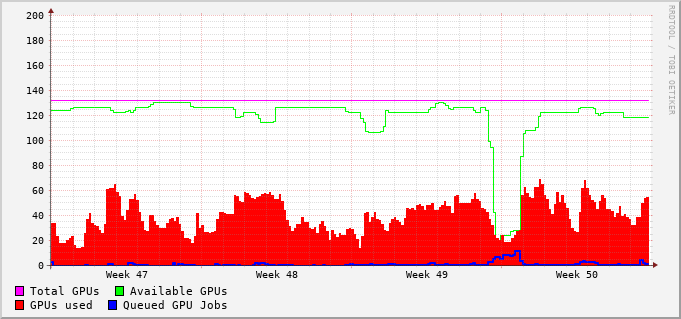 200
180
160
140
120
100
80
60
40
20
0
Week 47 Week 48 Week 49 Week 50
Total GPUs Available GPUs
GPUs used Queued GPU Jobs
RRDTOOL / TOBI OETIKER